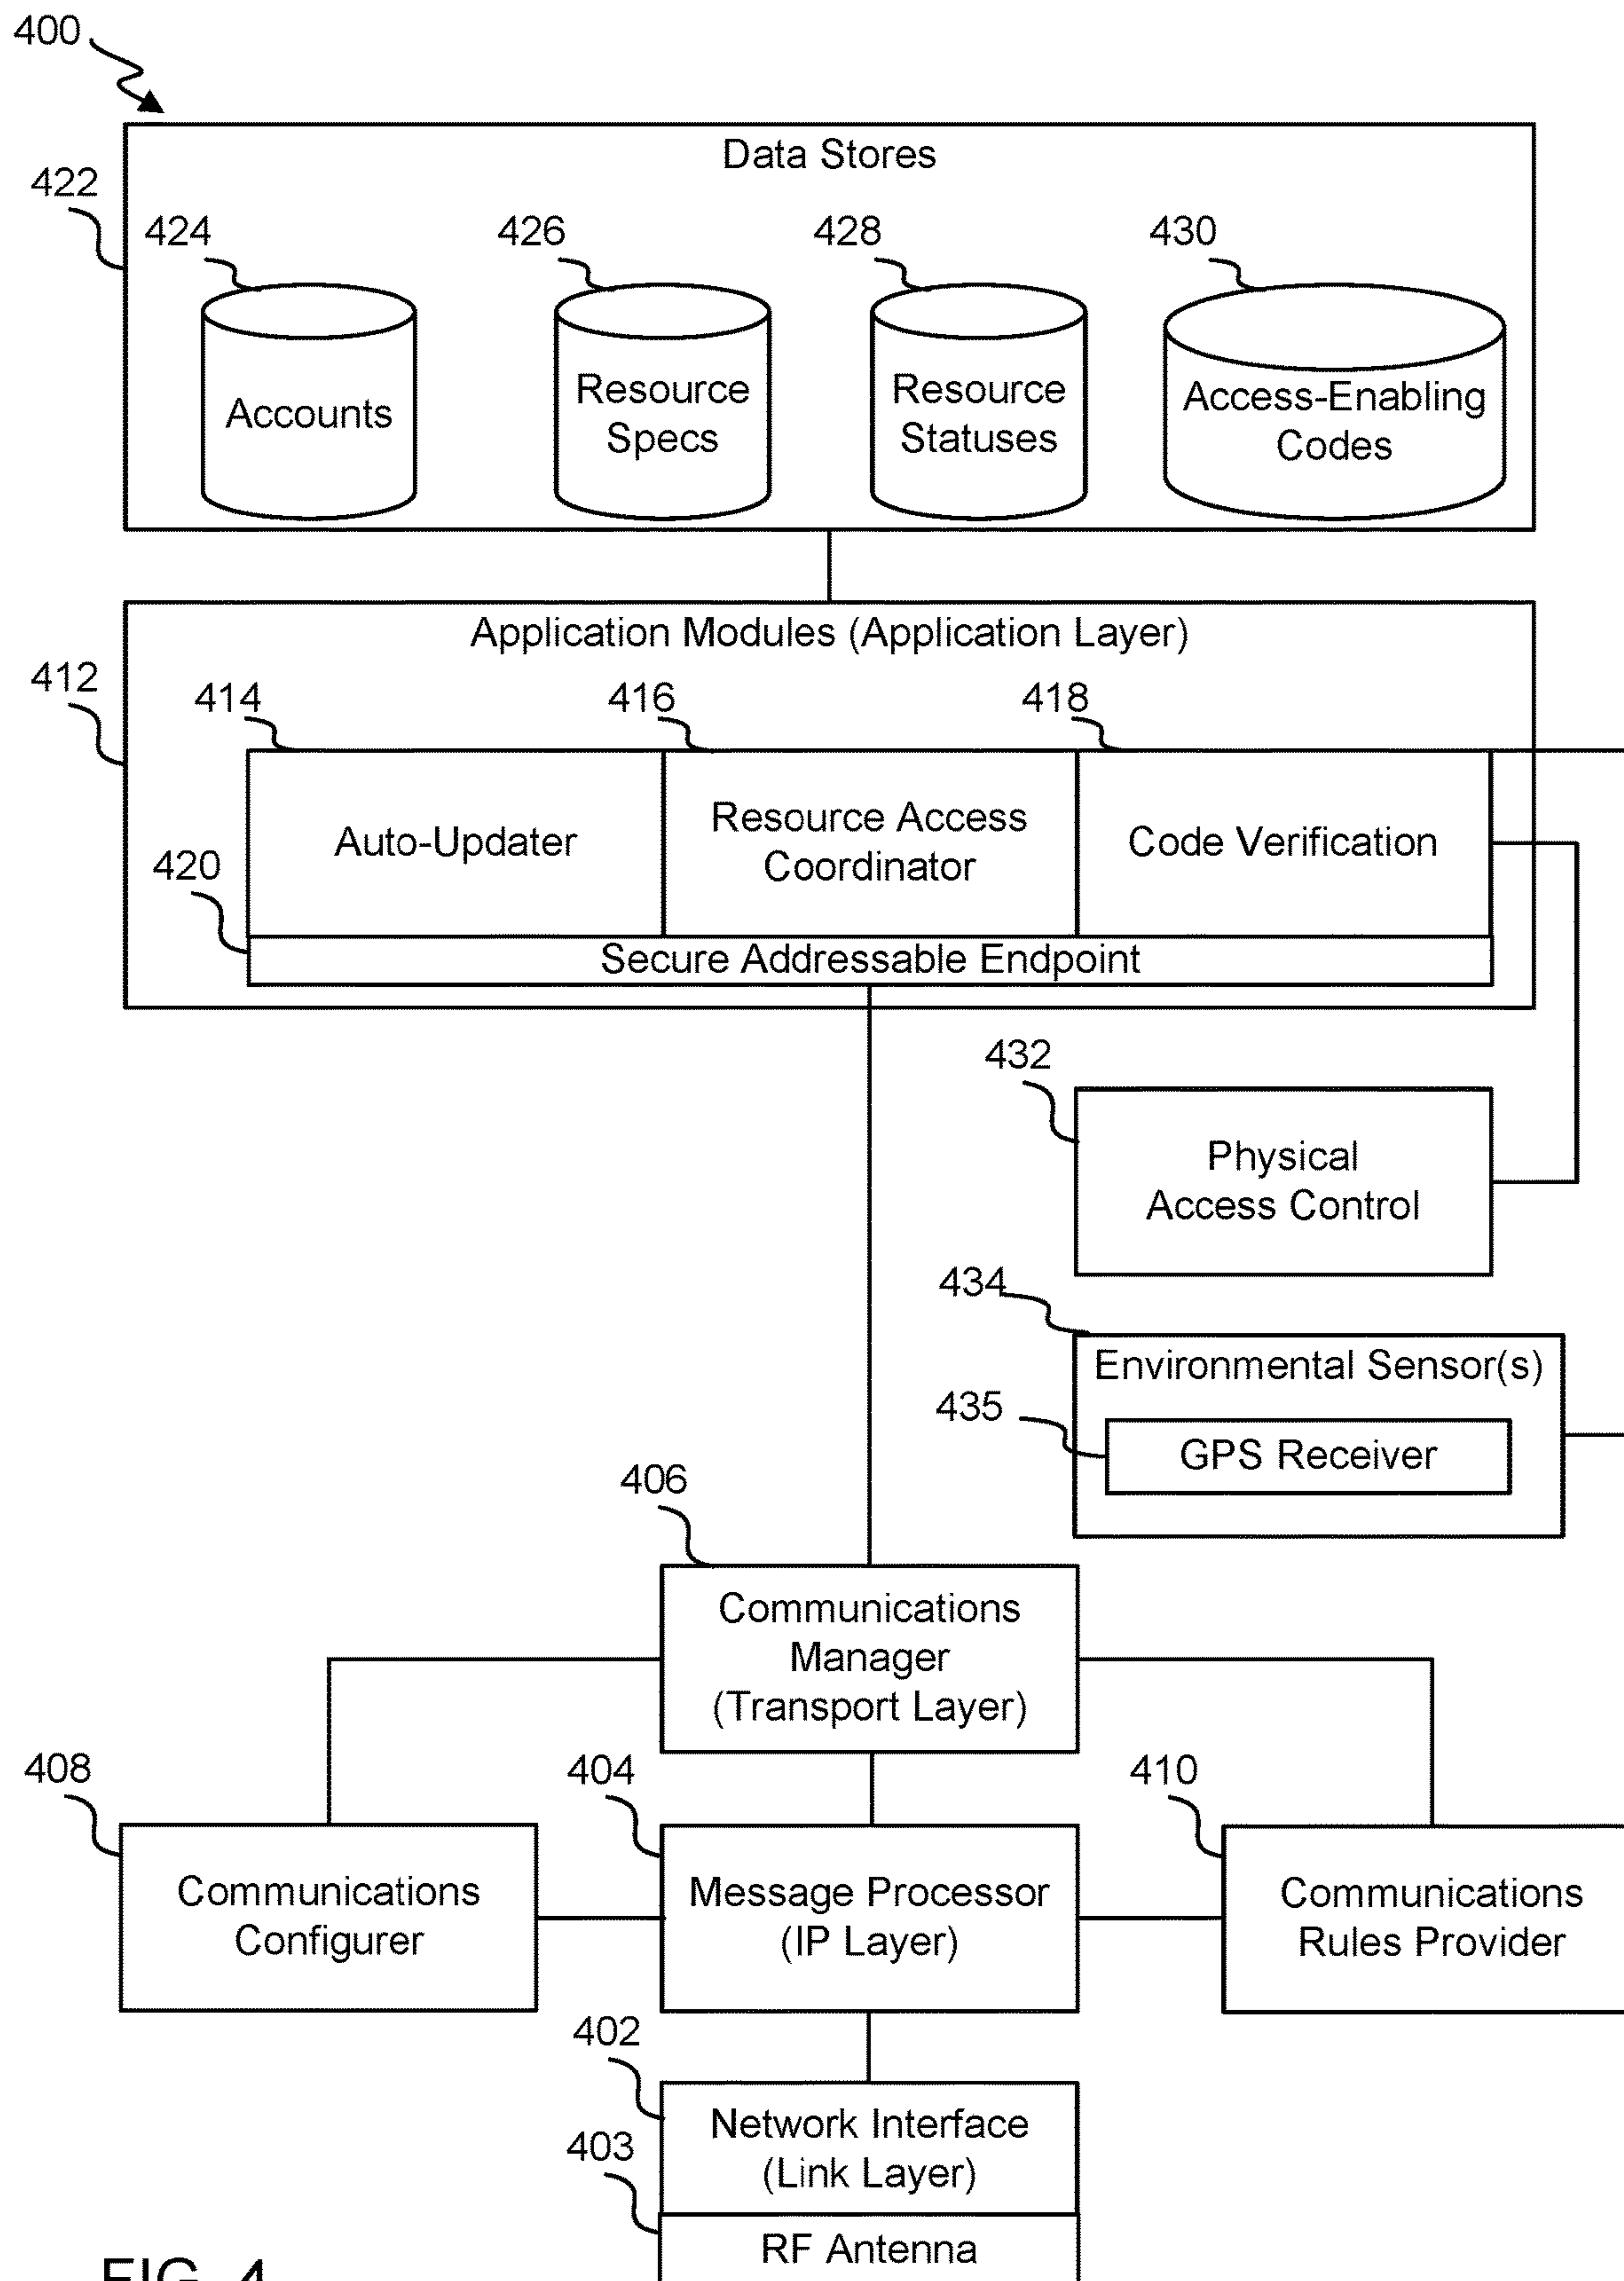 400
Data Stores
422
424
426
428
430
Accounts
Resource
Specs
Resource
Statuses
Access-Enabling
Codes
Application Modules (Application Layer)
412
414
416
418
Auto-Updater
Resource Access
Coordinator
Code Verification
420
Secure Addressable Endpoint
432
Physical
Access Control
434
Environmental Sensor(s)
435
GPS Receiver
406
Communications
Manager
(Transport Layer)
408
404
410
Communications
Configurer
Message Processor
(IP Layer)
Communications
Rules Provider
402
Network Interface
(Link Layer)
403
RF Antenna
FIG. 4